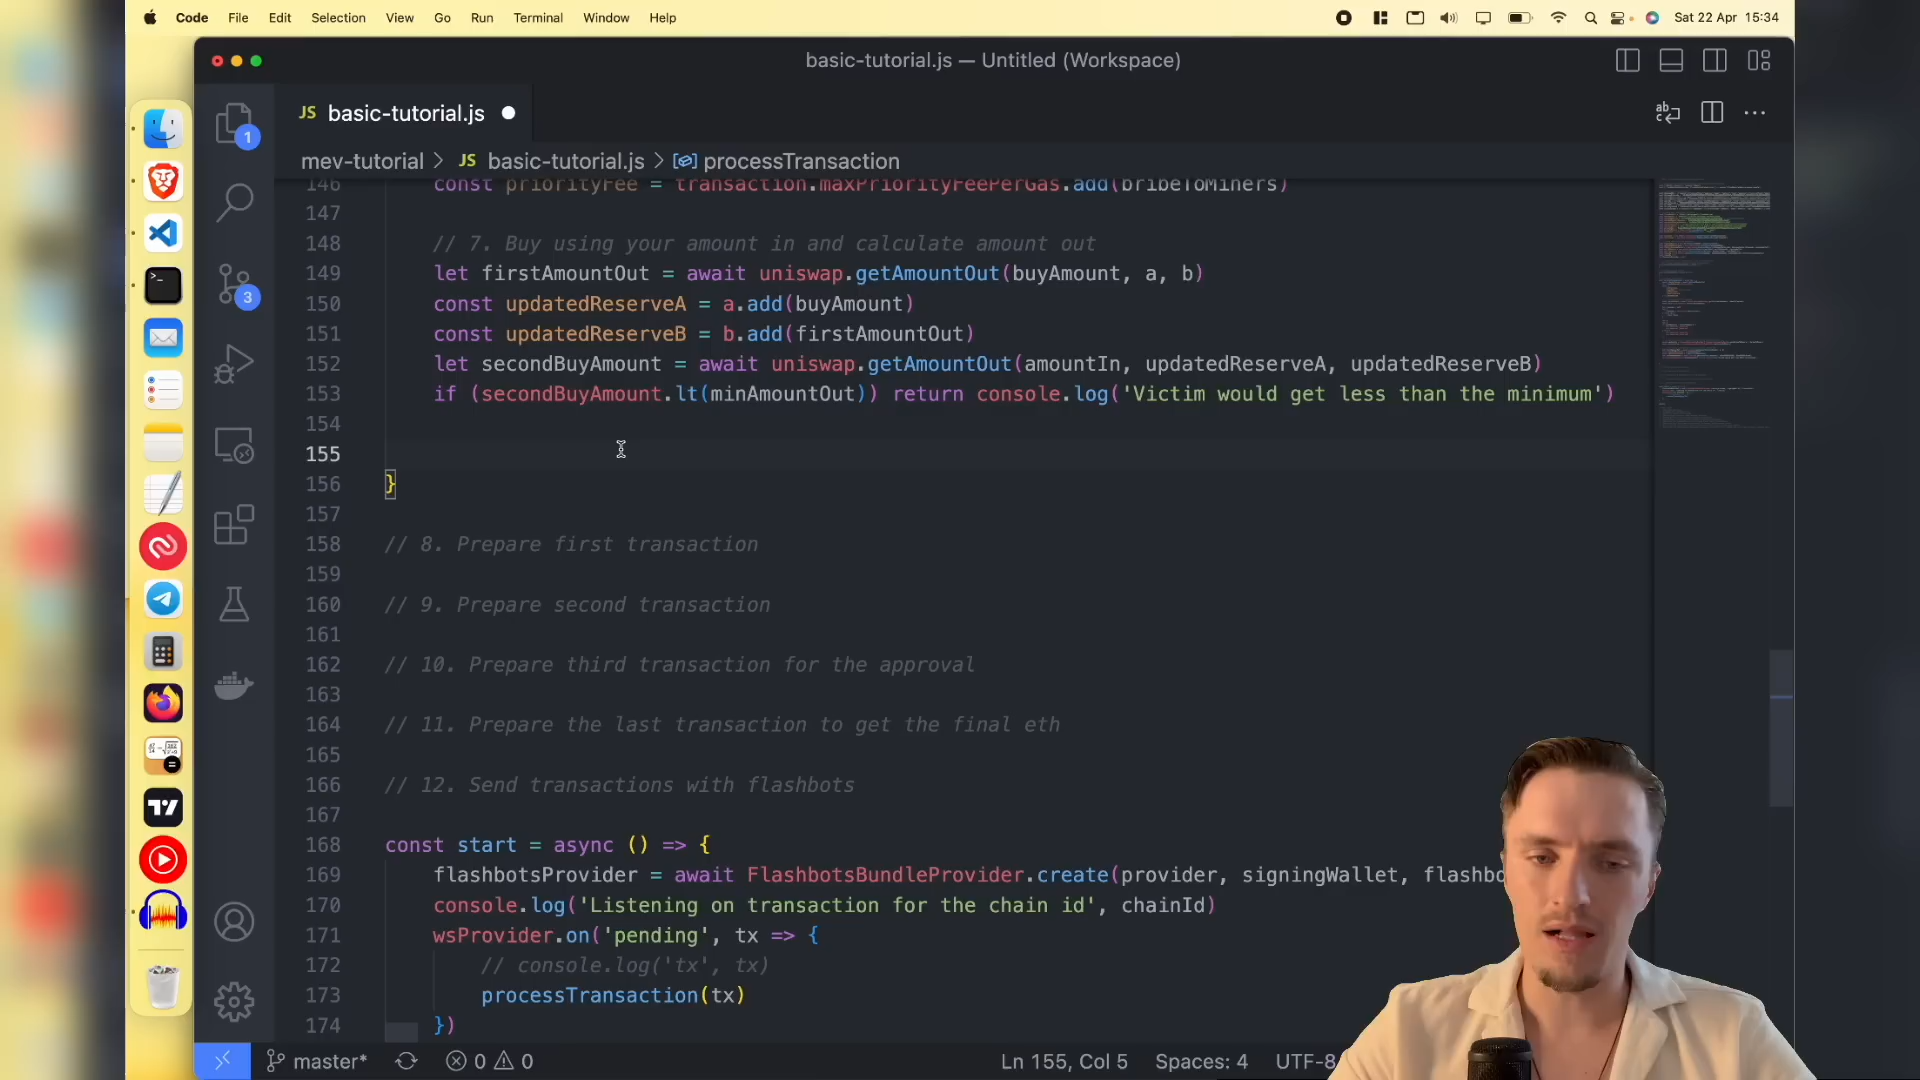 Code File Edit Selection View Go Run Terminal Window Help Sat 22 Apr 15:34
basic-tutorial.js — Untitled (Workspace)
JS basic-tutorial.js
mev-tutorial > JS basic-tutorial.js > processTransaction
146 const priorityFee = transaction.maxPriorityFeePerGas.add(bribeToMiners)
147
148 // 7. Buy using your amount in and calculate amount out
149 let firstAmountOut = await uniswap.getAmountOut(buyAmount, a, b)
150 const updatedReserveA = a.add(buyAmount)
151 const updatedReserveB = b.add(firstAmountOut)
152 let secondBuyAmount = await uniswap.getAmountOut(amountIn, updatedReserveA, updatedReserveB)
153 if (secondBuyAmount.lt(minAmountOut)) return console.log('Victim would get less than the minimum')
154
155
156 }
157
158 // 8. Prepare first transaction
159
160 // 9. Prepare second transaction
161
162 // 10. Prepare third transaction for the approval
163
164 // 11. Prepare the last transaction to get the final eth
165
166 // 12. Send transactions with flashbots
167
168 const start = async () => {
169 flashbotsProvider = await FlashbotsBundleProvider.create(provider, signingWallet, flashbo
170 console.log('Listening on transaction for the chain id', chainId)
171 wsProvider.on('pending', tx => {
172 // console.log('tx', tx)
173 processTransaction(tx)
174 })
1
3
master* 0 0 Ln 155, Col 5 Spaces: 4 UTF-8